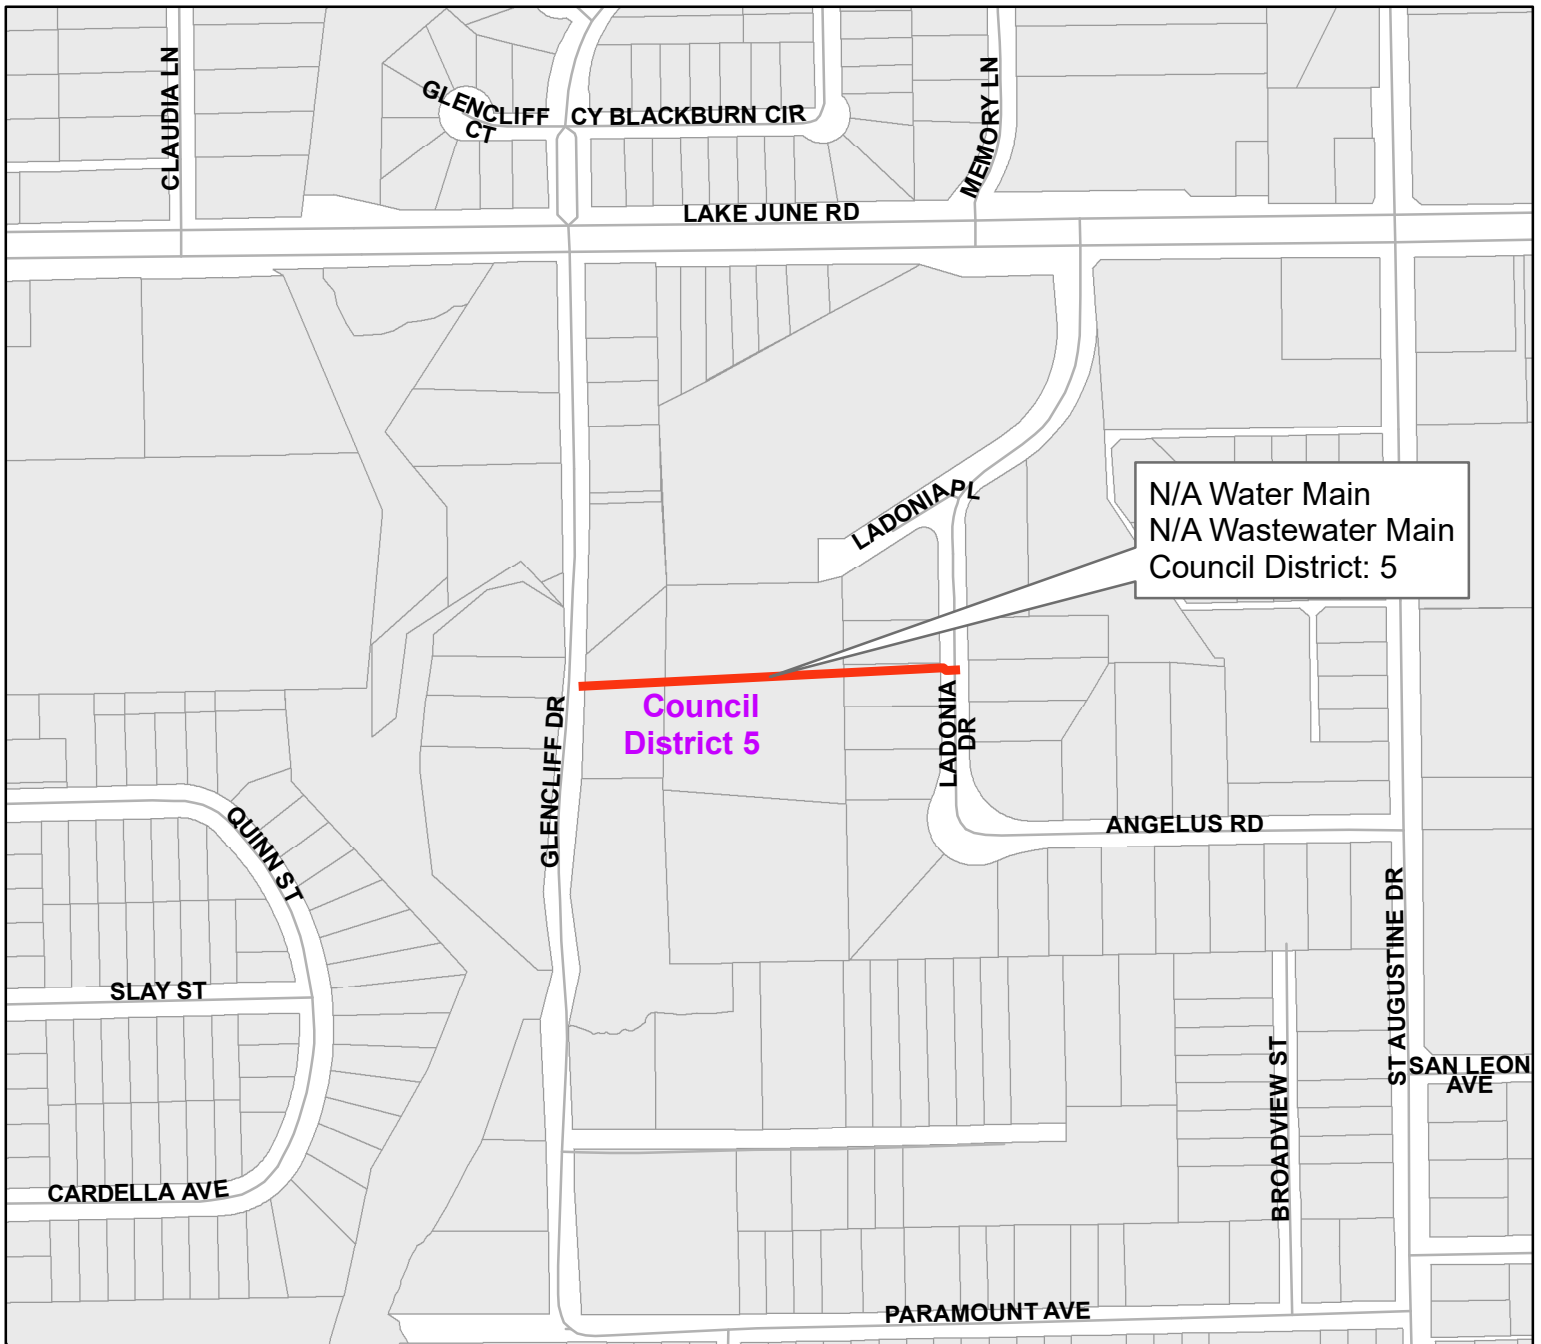 CLAUDIA LN
GLENCLIFF
CT
CY BLACKBURN CIR
MEMORY LN
LAKE JUNE RD
LADONIA PL
N/A Water Main
N/A Wastewater Main
Council District: 5
Council
District 5
GLENCLIFF DR
LADONIA
DR
QUINN ST
ANGELUS RD
ST AUGUSTINE DR
SLAY ST
BROADVIEW ST
SAN LEON
AVE
CARDELLA AVE
PARAMOUNT AVE